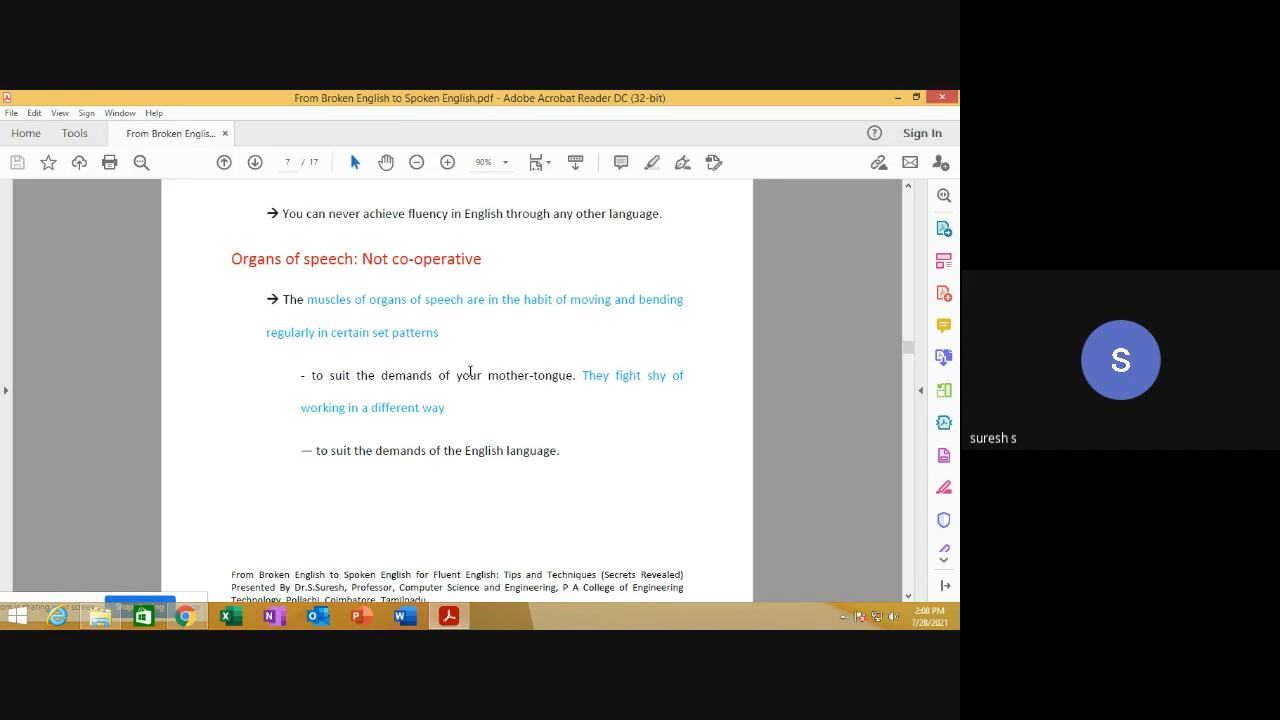 From Broken English to Spoken English.pdf - Adobe Acrobat Reader DC (32-bit)
File Edit View Sign Window Help
Home Tools From Broken Englis... × Sign In
7 / 17 90%
→ You can never achieve fluency in English through any other language.
Organs of speech: Not co-operative
→ The muscles of organs of speech are in the habit of moving and bending
regularly in certain set patterns
- to suit the demands of your mother-tongue. They fight shy of
working in a different way
— to suit the demands of the English language.
From Broken English to Spoken English for Fluent English: Tips and Techniques (Secrets Revealed)
Presented By Dr.S.Suresh, Professor, Computer Science and Engineering, P A College of Engineering
Technology, Pollachi, Coimbatore, Tamilnadu
S
suresh s
2:08 PM
7/28/2021